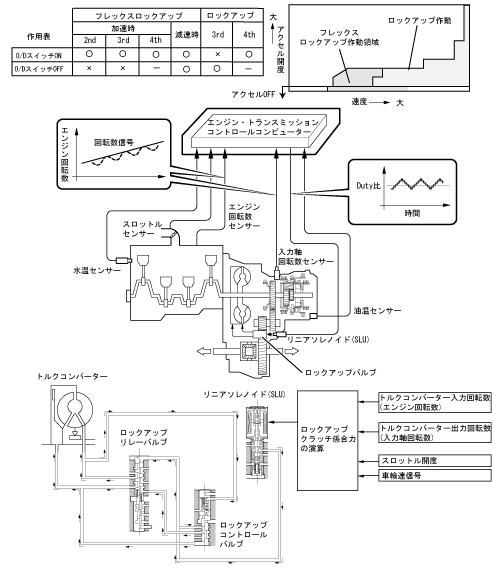 作用表
フレックスロックアップ
ロックアップ
加速時
減速時
2nd 3rd 4th 3rd 4th
O/DスイッチON ○ ○ ○ ○ × ○
O/DスイッチOFF × × － ○ ○ －
大
アクセル開度
アクセルOFF
ロックアップ作動
フレックス
ロックアップ作動領域
速度 大
エンジン・トランスミッション
コントロールコンピューター
エンジン回転数
回転数信号
時間
Duty比
時間
スロットル
センサー
エンジン
回転数
センサー
水温センサー
入力軸
回転数センサー
油温センサー
リニアソレノイド(SLU)
ロックアップバルブ
トルクコンバーター
ロックアップ
リレーバルブ
リニアソレノイド(SLU)
ロックアップ
コントロール
バルブ
ロックアップ
クラッチ係合力
の演算
トルクコンバーター入力回転数
(エンジン回転数)
トルクコンバーター出力回転数
(入力軸回転数)
スロットル開度
車輪速信号